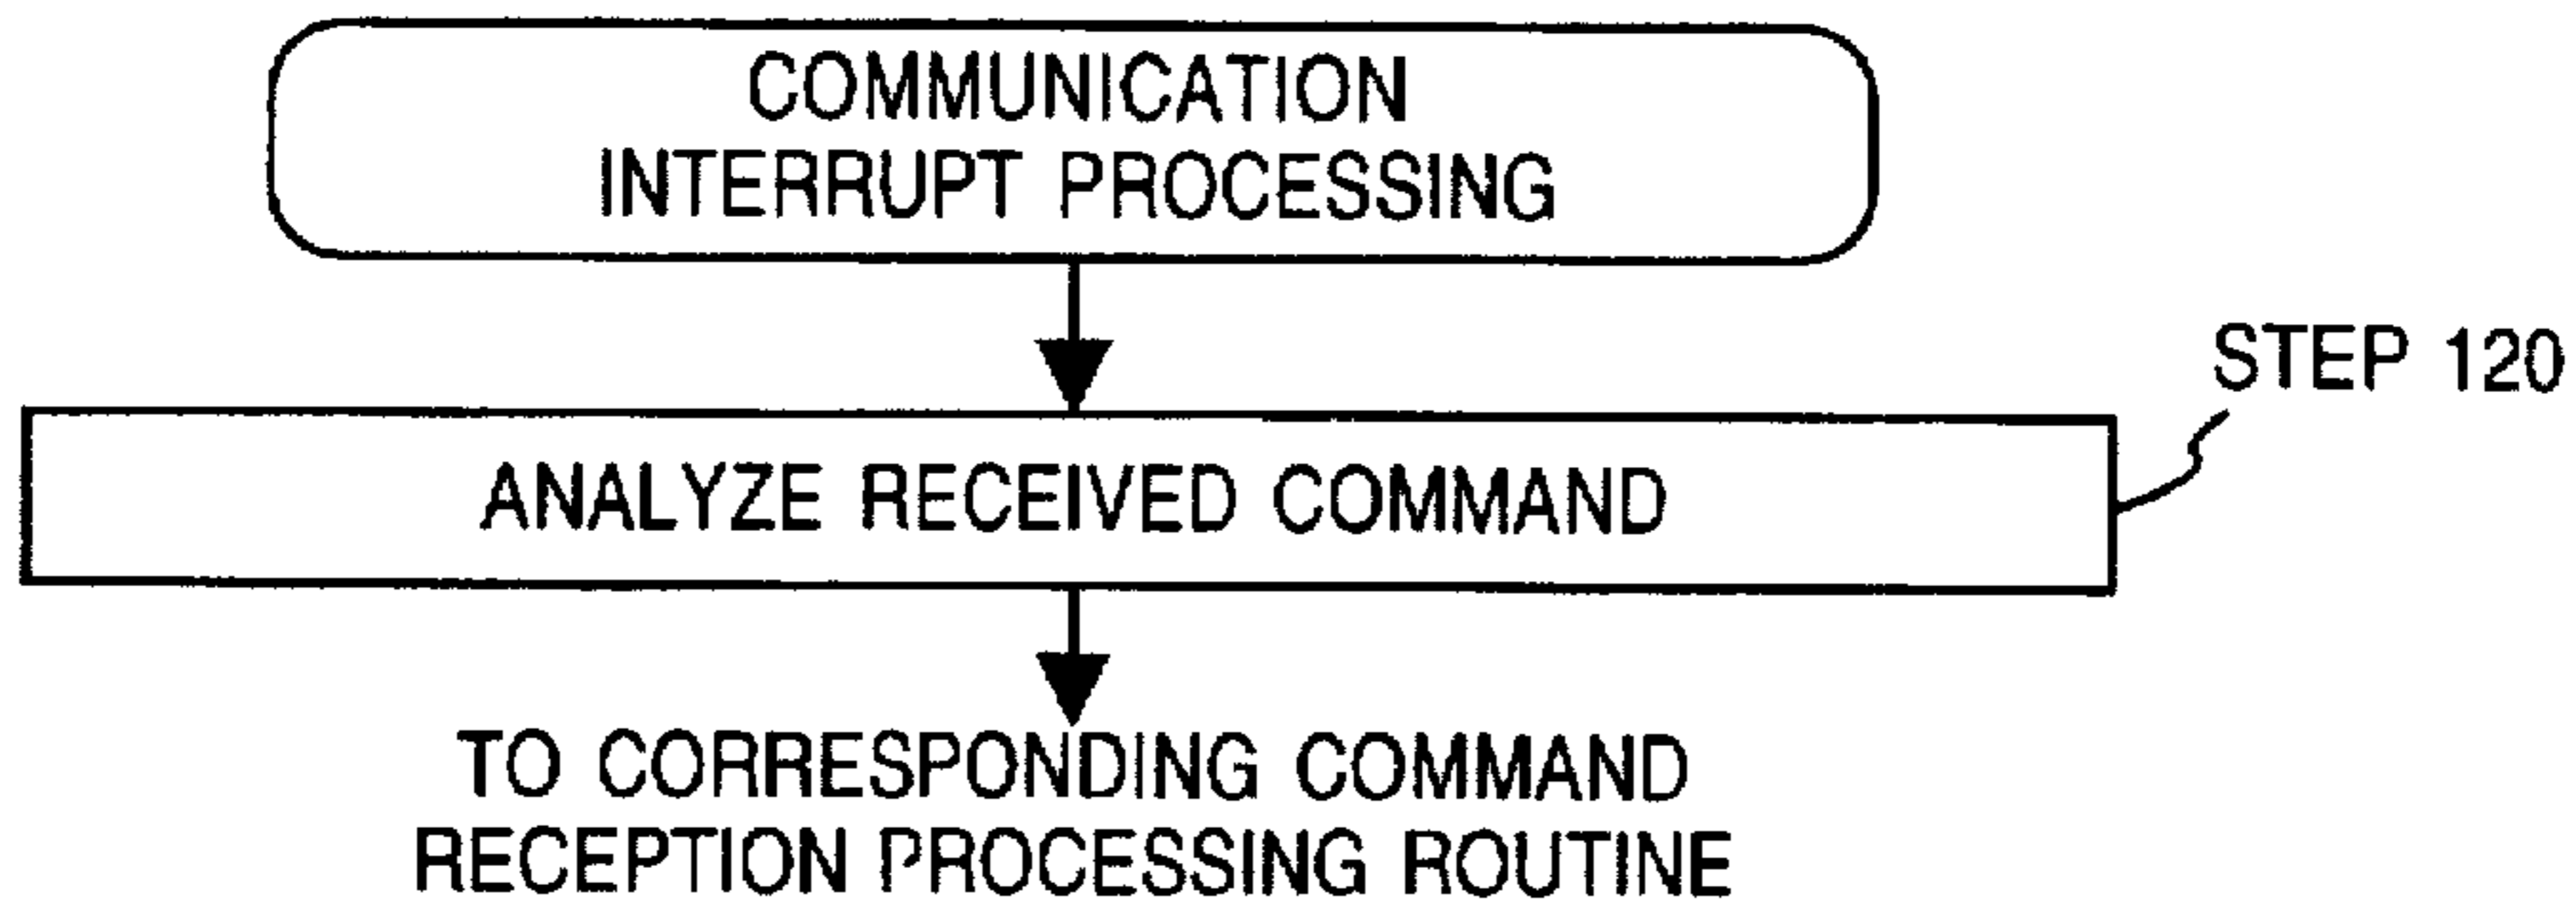 COMMUNICATION
INTERRUPT PROCESSING
STEP 120
ANALYZE RECEIVED COMMAND
TO CORRESPONDING COMMAND
RECEPTION PROCESSING ROUTINE